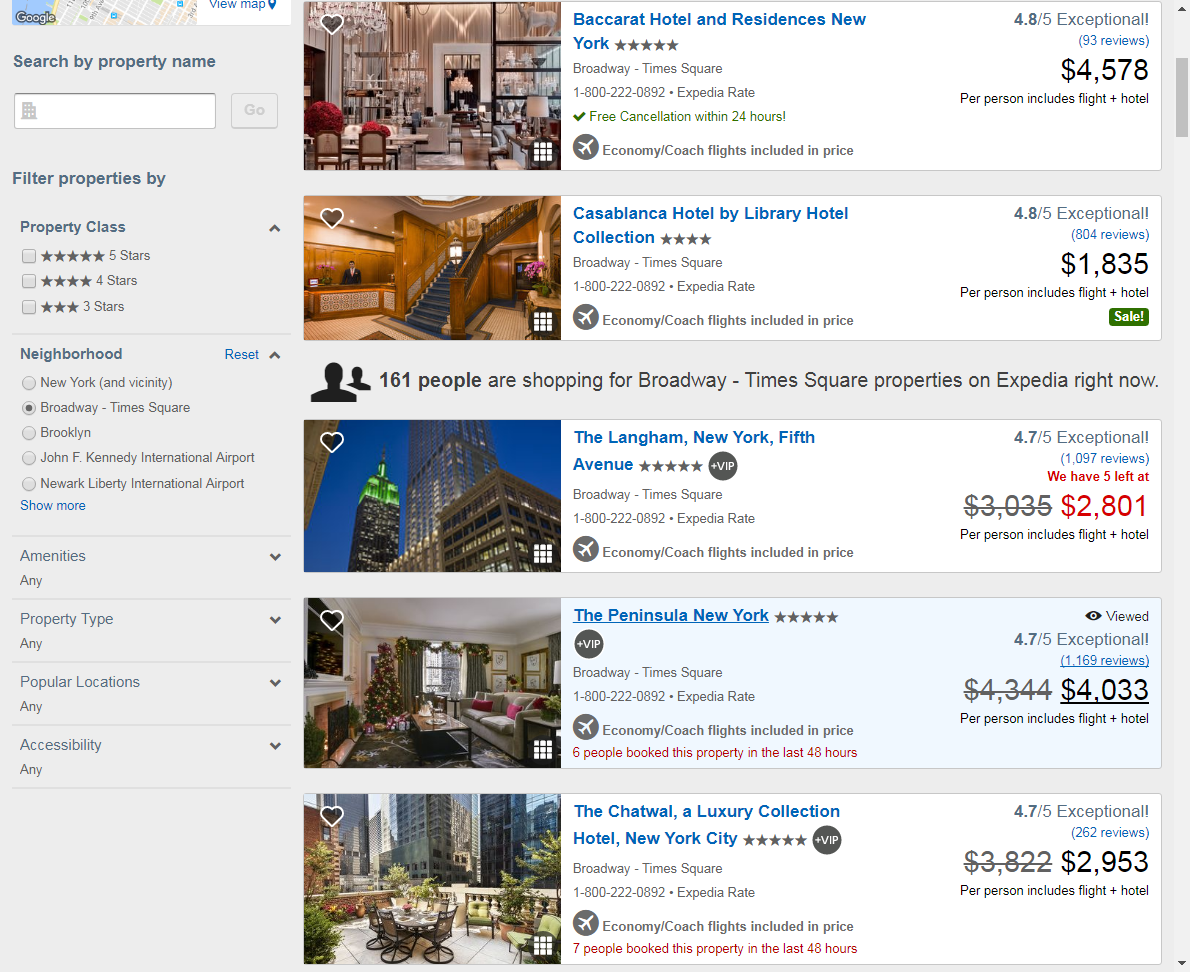 Google
View map
Search by property name
Go
Filter properties by
Property Class
★★★★★ 5 Stars
★★★★ 4 Stars
★★★ 3 Stars
Neighborhood Reset
New York (and vicinity)
Broadway - Times Square
Brooklyn
John F. Kennedy International Airport
Newark Liberty International Airport
Show more
Amenities
Any
Property Type
Any
Popular Locations
Any
Accessibility
Any
Baccarat Hotel and Residences New
York ★★★★★
Broadway - Times Square
1-800-222-0892 • Expedia Rate
Free Cancellation within 24 hours!
Economy/Coach flights included in price
4.8/5 Exceptional!
(93 reviews)
$4,578
Per person includes flight + hotel
Casablanca Hotel by Library Hotel
Collection ★★★★
Broadway - Times Square
1-800-222-0892 • Expedia Rate
Economy/Coach flights included in price
4.8/5 Exceptional!
(804 reviews)
$1,835
Per person includes flight + hotel
Sale!
161 people are shopping for Broadway - Times Square properties on Expedia right now.
The Langham, New York, Fifth
Avenue ★★★★★ +VIP
Broadway - Times Square
1-800-222-0892 • Expedia Rate
Economy/Coach flights included in price
4.7/5 Exceptional!
(1,097 reviews)
We have 5 left at
$3,035 $2,801
Per person includes flight + hotel
The Peninsula New York ★★★★★
+VIP
Broadway - Times Square
1-800-222-0892 • Expedia Rate
Economy/Coach flights included in price
6 people booked this property in the last 48 hours
Viewed
4.7/5 Exceptional!
(1,169 reviews)
$4,344 $4,033
Per person includes flight + hotel
The Chatwal, a Luxury Collection
Hotel, New York City ★★★★★ +VIP
Broadway - Times Square
1-800-222-0892 • Expedia Rate
Economy/Coach flights included in price
7 people booked this property in the last 48 hours
4.7/5 Exceptional!
(262 reviews)
$3,822 $2,953
Per person includes flight + hotel